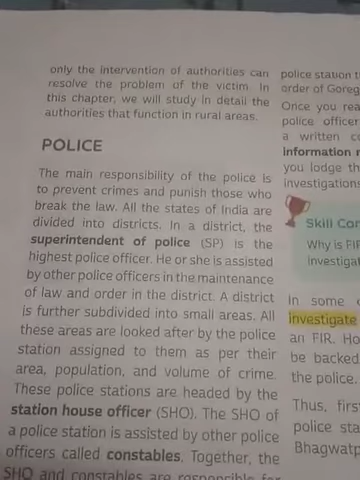 only the intervention of authorities can
resolve the problem of the victim. In
this chapter, we will study in detail the
authorities that function in rural areas.
POLICE
The main responsibility of the police is
to prevent crimes and punish those who
break the law. All the states of India are
divided into districts. In a district, the
superintendent of police (SP) is the
highest police officer. He or she is assisted
by other police officers in the maintenance
of law and order in the district. A district
is further subdivided into small areas. All
these areas are looked after by the police
station assigned to them as per their
area, population, and volume of crime.
These police stations are headed by the
station house officer (SHO). The SHO of
a police station is assisted by other police
officers called constables. Together, the
SHO and constables are responsible for
police station
order of Goreg
Once you rea
police officer
a written
information
you lodge th
investigations
Skill Cor
Why is FIR
investigat
In some
investigate
an FIR. Ho
be backed
the police.
Thus, first
police sta
Bhagwatp